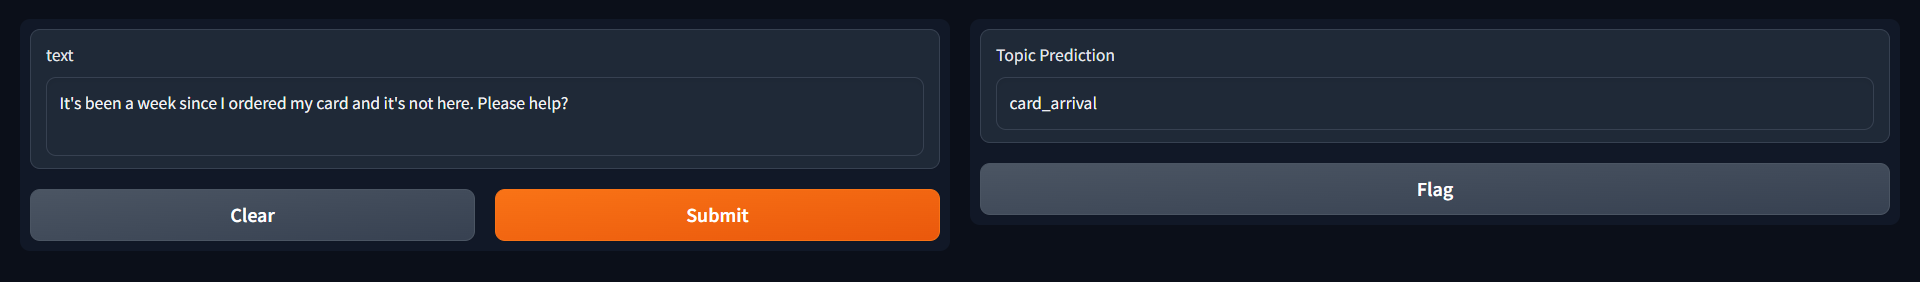 text
It's been a week since I ordered my card and it's not here. Please help?
Clear
Submit
Topic Prediction
card_arrival
Flag